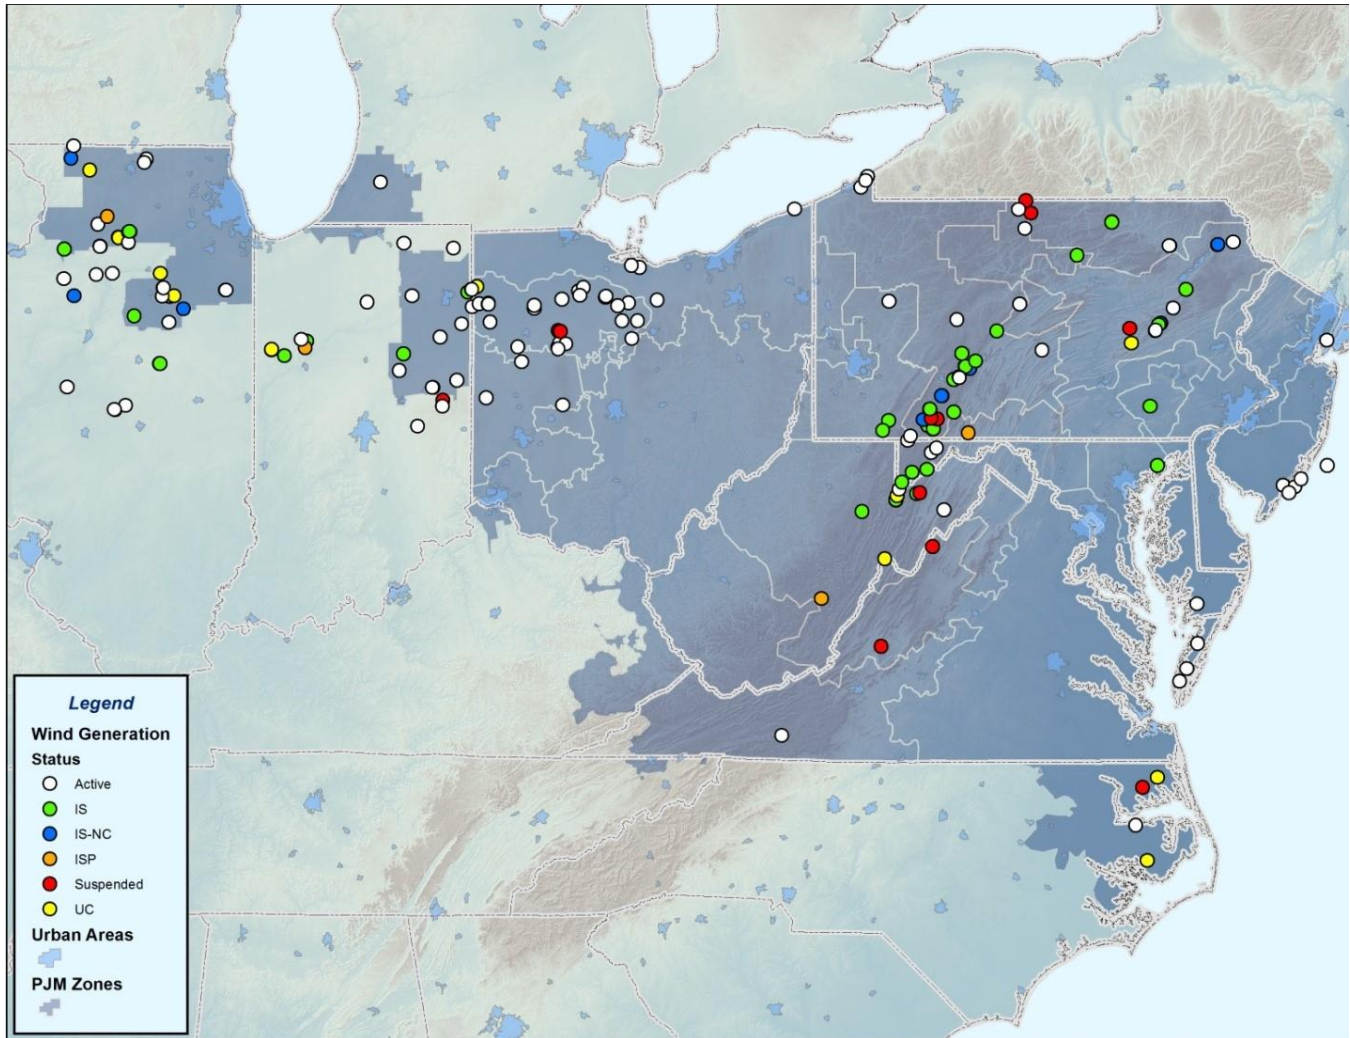 Legend
Wind Generation
Status
Active
IS
IS-NC
ISP
Suspended
UC
Urban Areas
PJM Zones